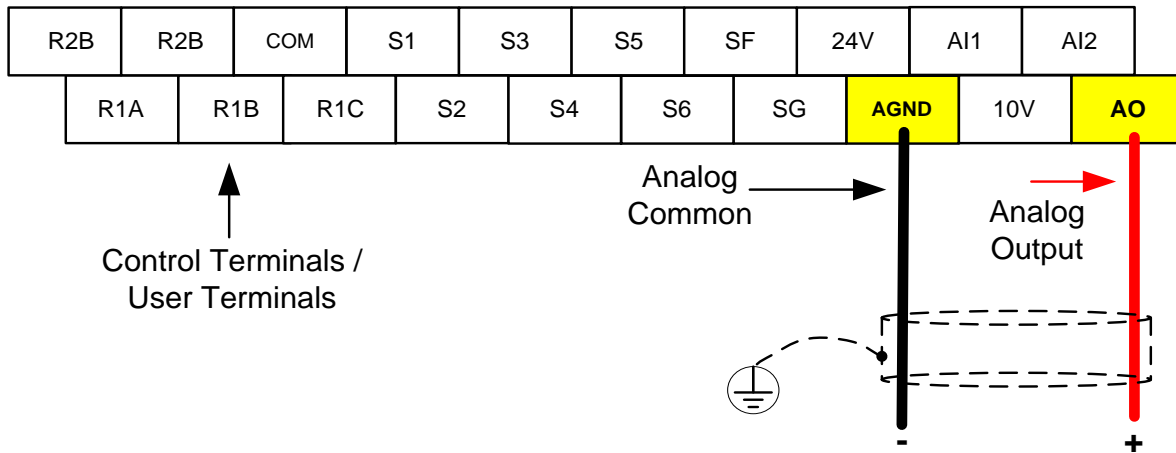 R2B R2B COM S1 S3 S5 SF 24V AI1 AI2
R1A R1B R1C S2 S4 S6 SG AGND 10V AO
Analog
Common
Analog
Output
Control Terminals /
User Terminals
- +